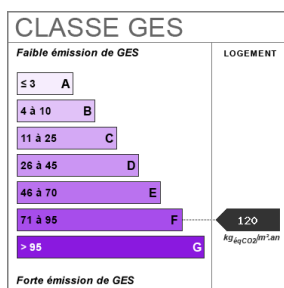 CLASSE GES
Faible émission de GES
LOGEMENT
≤ 3 A
4 à 10 B
11 à 25 C
26 à 45 D
46 à 70 E
71 à 95 F
120
kgéqCO2/m².an
> 95 G
Forte émission de GES